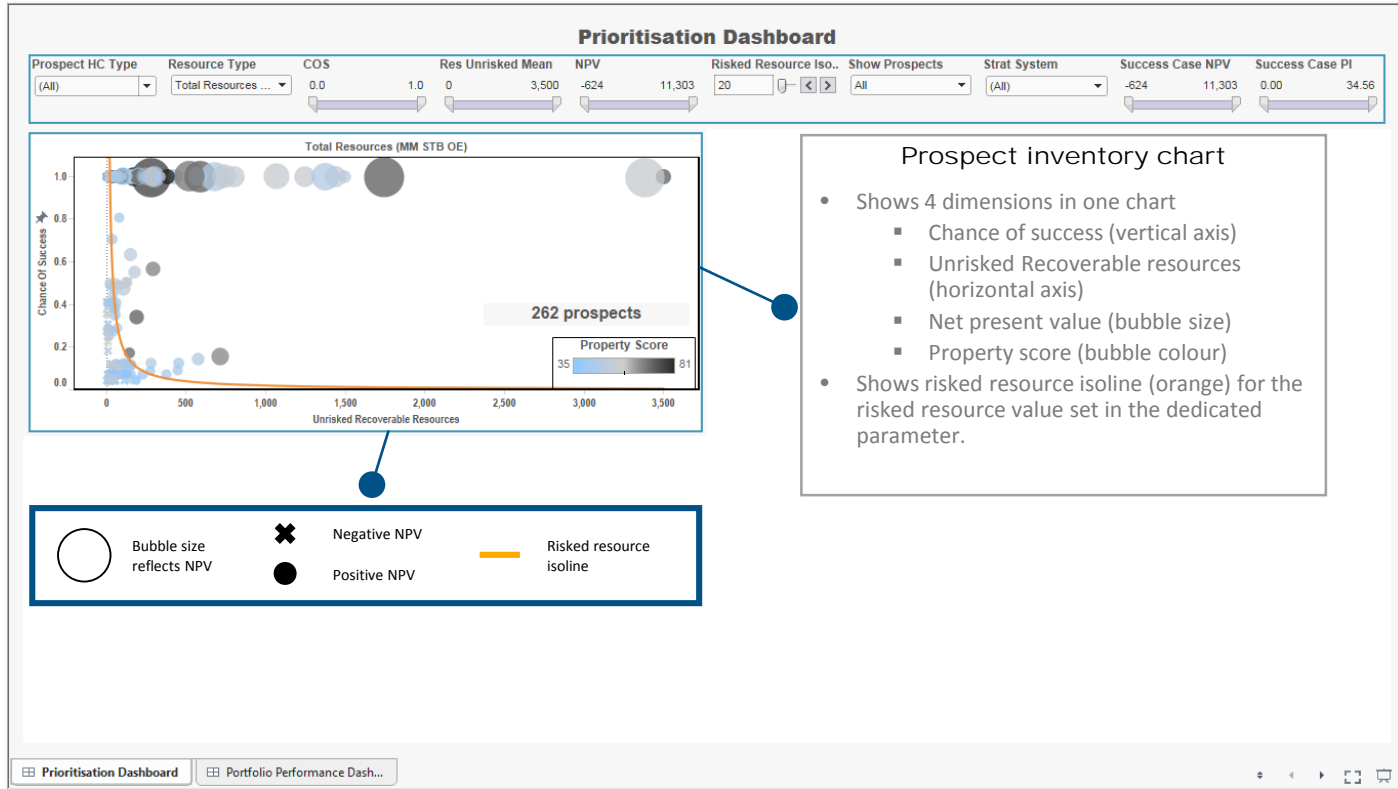 Prioritisation Dashboard
Prospect HC Type
Resource Type
COS
Res Unrisked Mean
NPV
Risked Resource Iso..
Show Prospects
Strat System
Success Case NPV
Success Case PI
(All)
Total Resources ...
0.0 1.0
0 3,500
-624 11,303
20
All
(All)
-624 11,303
0.00 34.56
Total Resources (MM STB OE)
Chance Of Success
1.0
0.8
0.6
0.4
0.2
0.0
262 prospects
Property Score
35 81
0 500 1,000 1,500 2,000 2,500 3,000 3,500
Unrisked Recoverable Resources
Prospect inventory chart
• Shows 4 dimensions in one chart
▪ Chance of success (vertical axis)
▪ Unrisked Recoverable resources
(horizontal axis)
▪ Net present value (bubble size)
▪ Property score (bubble colour)
• Shows risked resource isoline (orange) for the
risked resource value set in the dedicated
parameter.
Bubble size
reflects NPV
Negative NPV
Positive NPV
Risked resource
isoline
Prioritisation Dashboard
Portfolio Performance Dash...